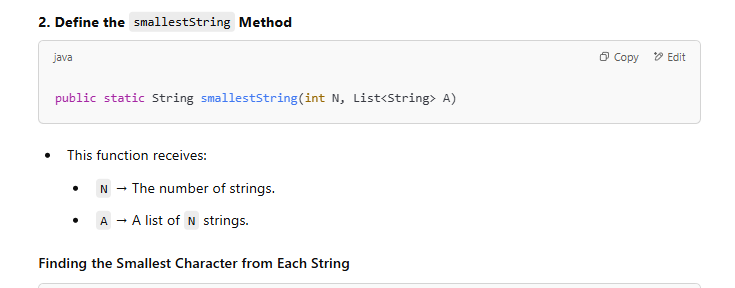 2. Define the smallestString Method
java
Copy Edit
public static String smallestString(int N, List<String> A)
• This function receives:
• N → The number of strings.
• A → A list of N strings.
Finding the Smallest Character from Each String